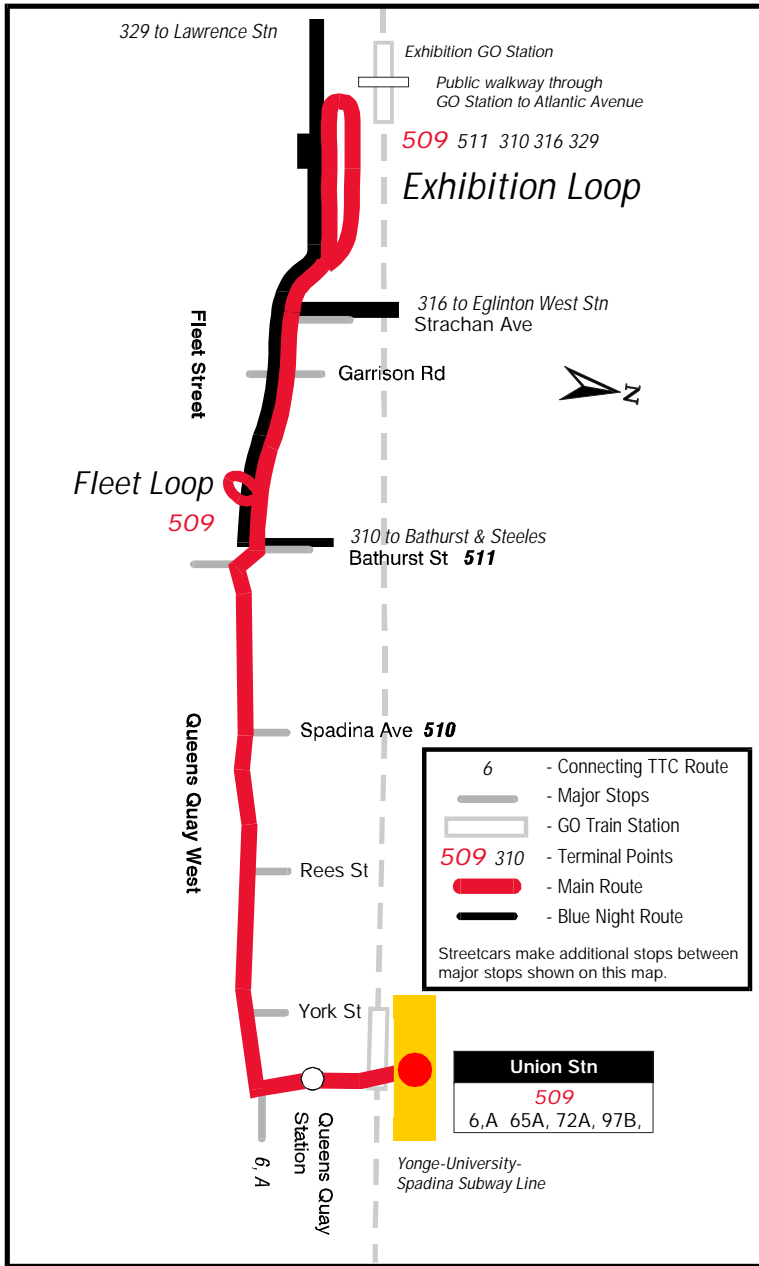 329 to Lawrence Stn
Exhibition GO Station
Public walkway through
GO Station to Atlantic Avenue
509 511 310 316 329
Exhibition Loop
316 to Eglinton West Stn
Strachan Ave
Fleet Street
Garrison Rd
N
Fleet Loop
509
310 to Bathurst & Steeles
Bathurst St 511
Queens Quay West
Spadina Ave 510
6 - Connecting TTC Route
- Major Stops
- GO Train Station
509 310 - Terminal Points
- Main Route
- Blue Night Route
Streetcars make additional stops between
major stops shown on this map.
Rees St
York St
Union Stn
509
6,A 65A, 72A, 97B,
Queens Quay
Station
6, A
Yonge-University-
Spadina Subway Line